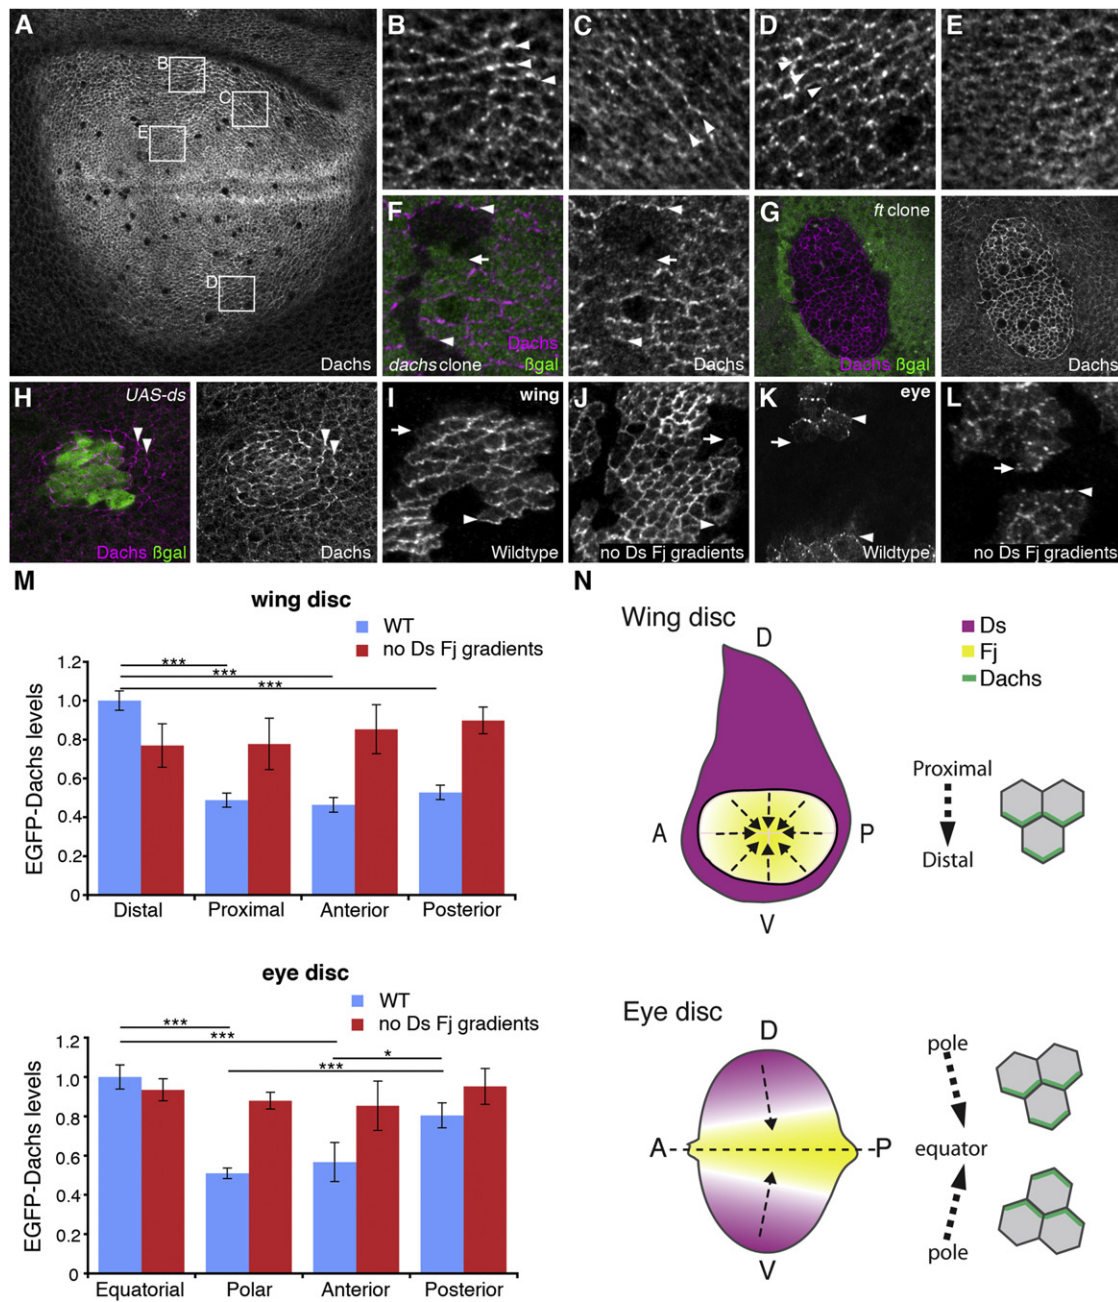 A
B
C
E
D
Dachs
B
C
D
E
F
dachs clone
Dachs
ßgal
Dachs
G
ft clone
Dachs ßgal
Dachs
H
UAS-ds
Dachs ßgal
Dachs
I
wing
Wildtype
J
no Ds Fj gradients
K
eye
Wildtype
L
no Ds Fj gradients
M
wing disc
WT
no Ds Fj gradients
EGFP-Dachs levels
1.2
1.0
0.8
0.6
0.4
0.2
0
***
***
***
Distal Proximal Anterior Posterior
eye disc
WT
no Ds Fj gradients
EGFP-Dachs levels
1.2
1.0
0.8
0.6
0.4
0.2
0
***
***
*
***
Equatorial Polar Anterior Posterior
N
Wing disc
Ds
Fj
Dachs
D
A
P
V
Proximal
Distal
Eye disc
D
A
P
V
pole
equator
pole